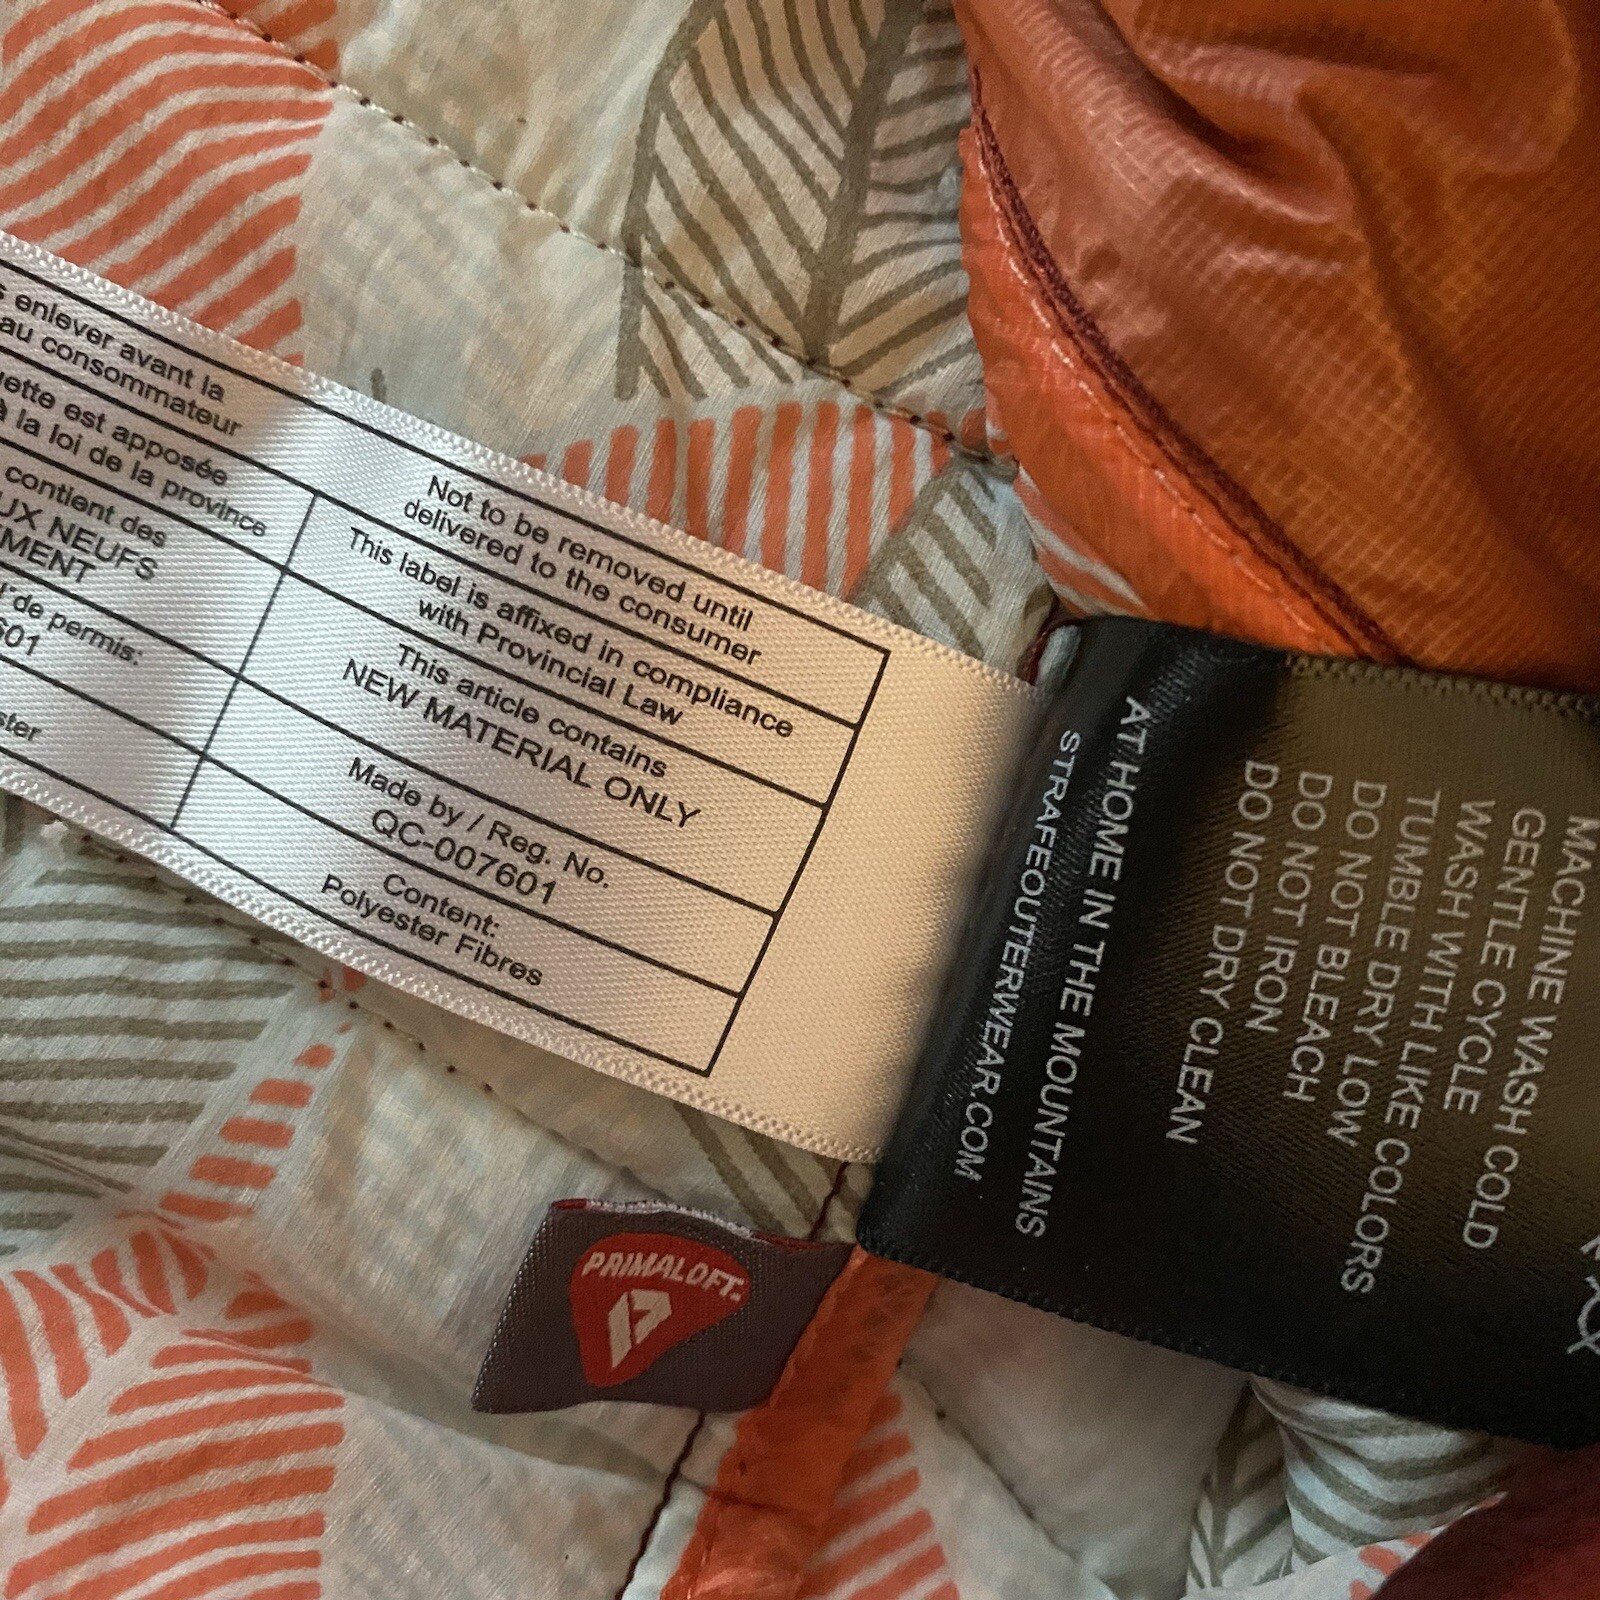 enlever avant la
au consommateur
est apposée
à la loi de la province
contient des
NEUFS
de permis:
Not to be removed until
delivered to the consumer
This label is affixed in compliance
with Provincial Law
This article contains
NEW MATERIAL ONLY
Made by / Reg. No.
QC-007601
Content:
Polyester Fibres
MACHINE WASH COLD
GENTLE CYCLE
WASH WITH LIKE COLORS
TUMBLE DRY LOW
DO NOT BLEACH
DO NOT IRON
DO NOT DRY CLEAN
AT HOME IN THE MOUNTAINS
STRAFEOUTERWEAR.COM
PRIMALOFT